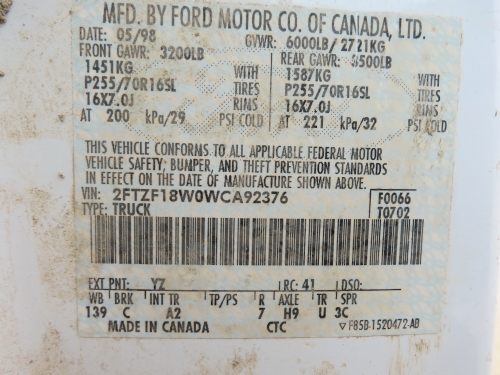 MFD. BY FORD MOTOR CO. OF CANADA, LTD.
DATE: 05/98 GVWR: 6000LB/ 2721KG
FRONT GAWR: 3200LB REAR GAWR: 3500LB
1451KG WITH 1587KG WITH
P255/70R16SL TIRES P255/70R16SL TIRES
16X7.0J RIMS 16X7.0J RIMS
AT 200 kPa/29 PSI COLD AT 221 kPa/32 PSI COLD
THIS VEHICLE CONFORMS TO ALL APPLICABLE FEDERAL MOTOR
VEHICLE SAFETY, BUMPER, AND THEFT PREVENTION STANDARDS
IN EFFECT ON THE DATE OF MANUFACTURE SHOWN ABOVE.
VIN: 2FTZF18W0WCA92376 F0066
TYPE: TRUCK T0702
EXT PNT: YZ RC: 41 DSO:
WB BRK INT TR TP/PS R AXLE TR SPR
139 C A2 7 H9 U 3C
MADE IN CANADA CTC F85B-1520472-AB